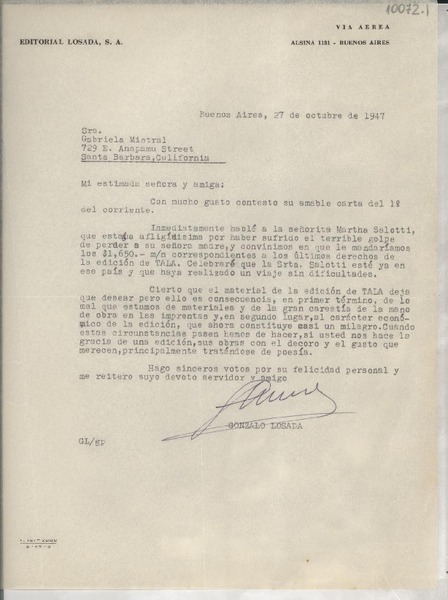 10072.1
VIA AEREA
EDITORIAL LOSADA, S. A.
ALSINA 1131 - BUENOS AIRES
Buenos Aires, 27 de octubre de 1947
Sra.
Gabriela Mistral
729 E. Anapamu Street
Santa Barbara,California
Mi estimada señora y amiga:
Con mucho gusto contesto su amable carta del 1º
del corriente.
Inmediatamente hablé a la señorita Martha Salotti,
que estaba afligidísima por haber sufrido el terrible golpe
de perder a su señora madre,y convinimos en que le mandaríamos
los $1,650.- m/n correspondientes a los últimos derechos de
la edición de TALA. Celebraré que la Srta. Salotti esté ya en
ese país y que haya realizado un viaje sin dificultades.
Cierto que el material de la edición de TALA deja
que desear pero ello es consecuencia, en primer término, de lo
mal que estamos de materiales y de la gran carestía de la mano
de obra en las imprentas y,en segundo lugar,al carácter econó-
mico de la edición, que ahora constituye casi un milagro.Cuando
estas circunstancias pasen hemos de hacer,si usted nos hace la
gracia de una edición,sus obras con el decoro y el gusto que
merecen,principalmente tratándose de poesía.
Hago sinceros votos por su felicidad personal y
me reitero suyo devoto servidor y amigo
GONZALO LOSADA
GL/gp